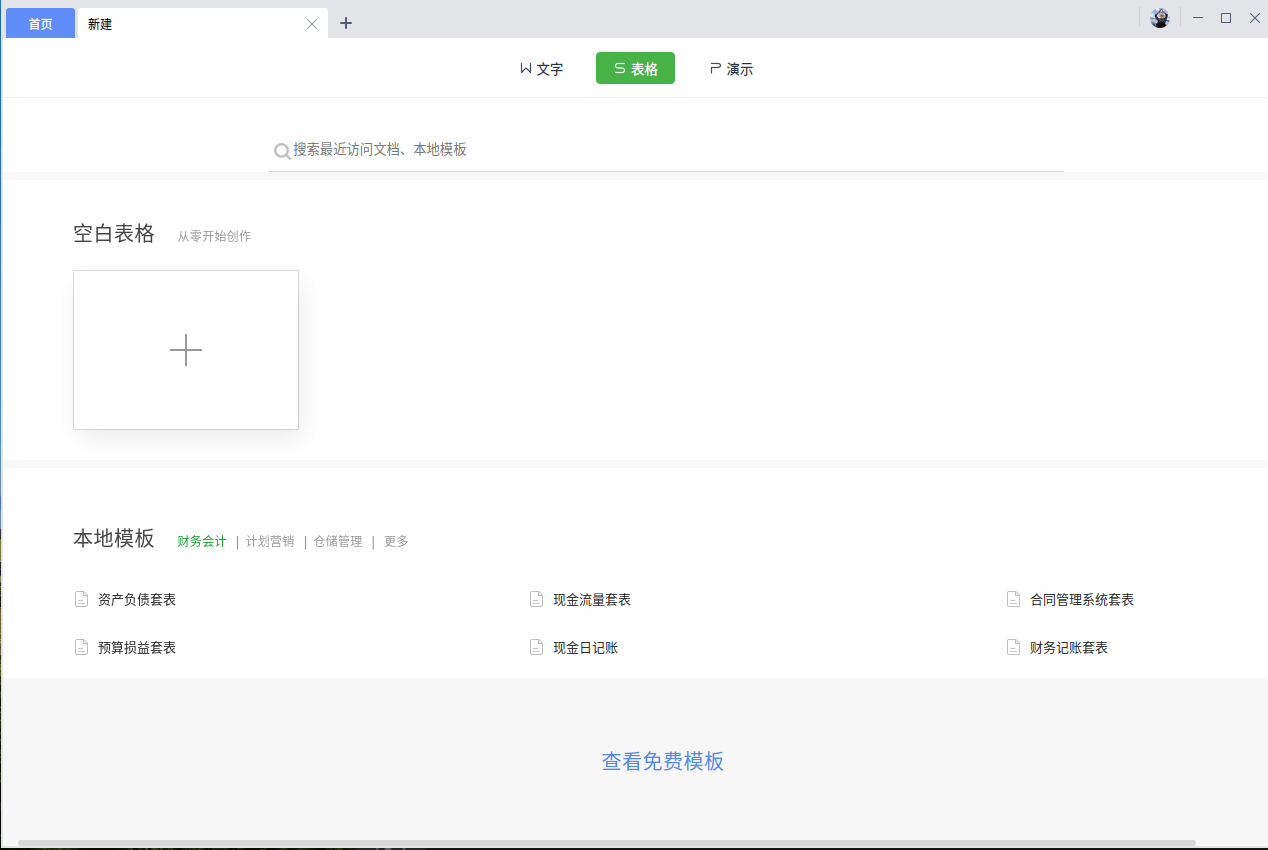 首页 新建
文字 表格 演示
搜索最近访问文档、本地模板
空白表格 从零开始创作
本地模板 财务会计 | 计划营销 | 仓储管理 | 更多
资产负债套表 现金流量套表 合同管理系统套表
预算损益套表 现金日记账 财务记账套表
查看免费模板